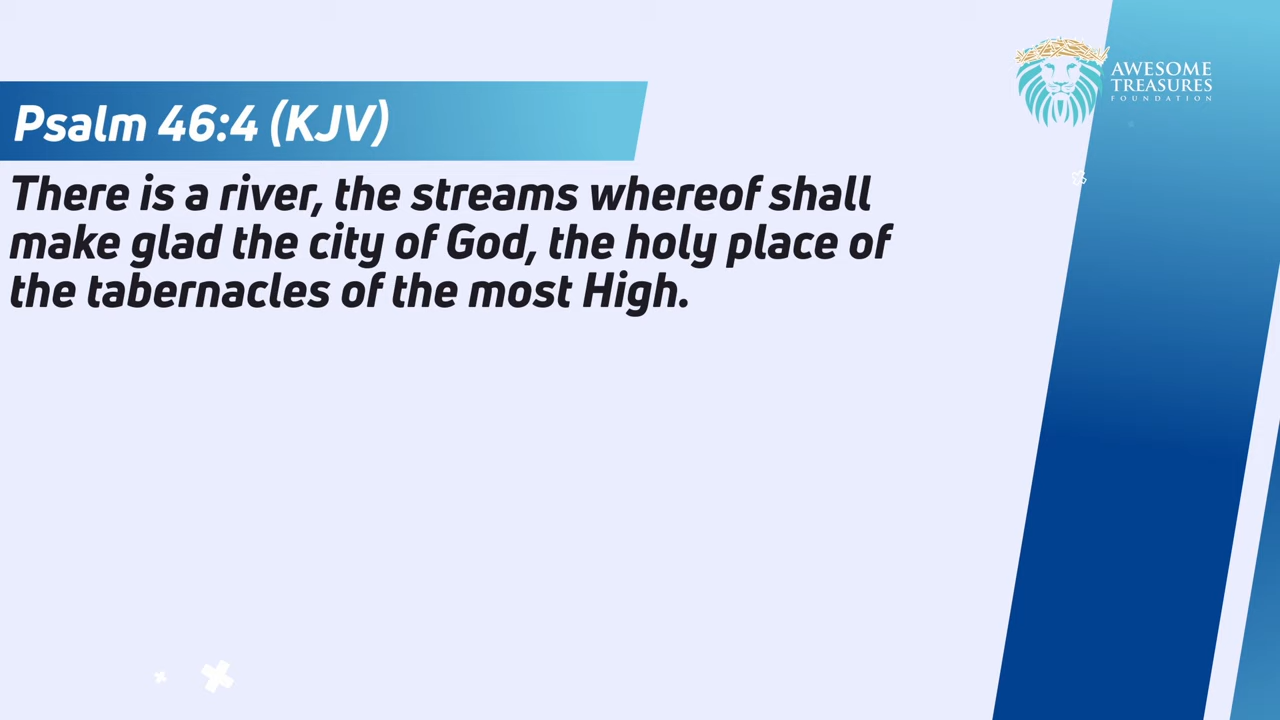 AWESOME
TREASURES
FOUNDATION
Psalm 46:4 (KJV)
There is a river, the streams whereof shall
make glad the city of God, the holy place of
the tabernacles of the most High.